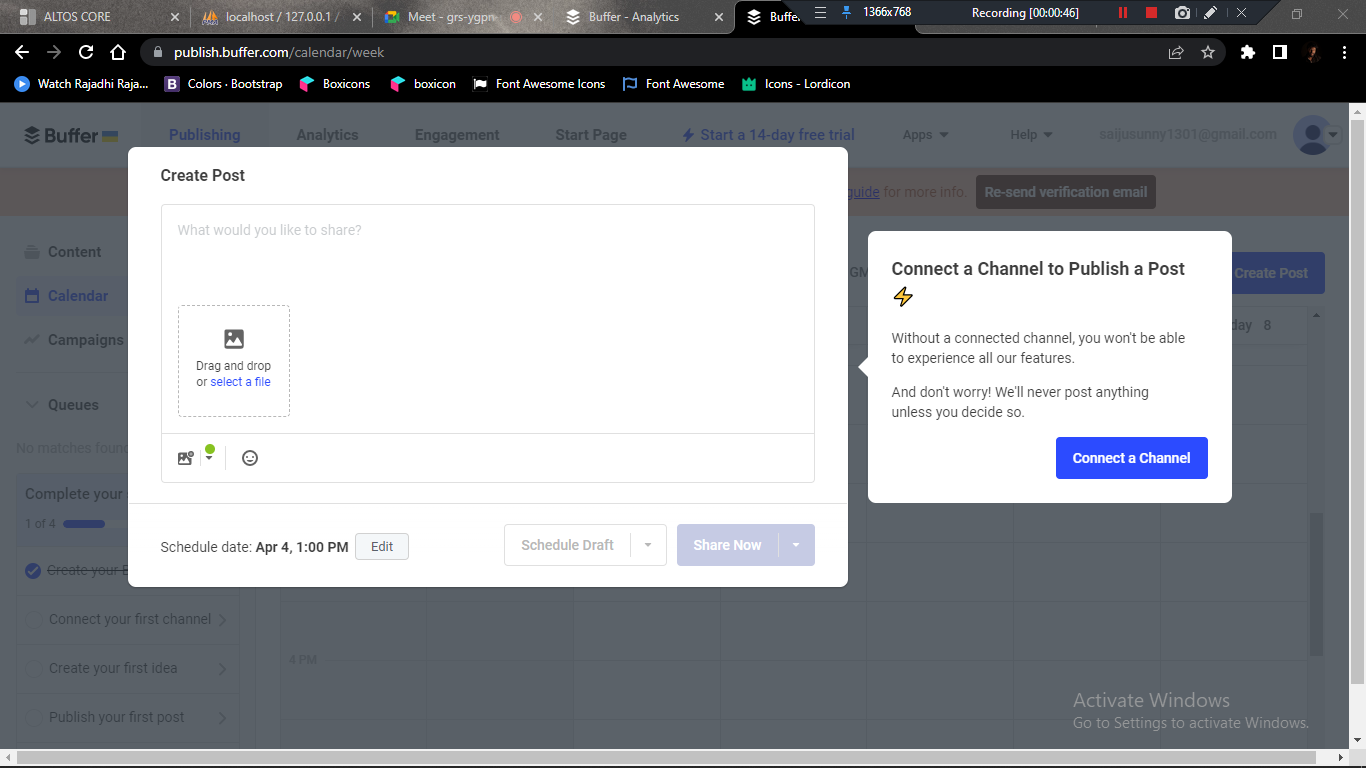 ALTOS CORE
localhost / 127.0.0.1 /
Meet - grs-ygpn
Buffer - Analytics
Buffe
1366x768
Recording [00:00:46]
publish.buffer.com/calendar/week
Watch Rajadhi Raja...
B Colors · Bootstrap
Boxicons
boxicon
Font Awesome Icons
Font Awesome
Icons - Lordicon
Buffer
Publishing
Analytics
Engagement
Start Page
Start a 14-day free trial
Apps
Help
saijusunny1301@gmail.com
guide for more info.
Re-send verification email
Content
Calendar
Campaigns
Queues
No matches found
Complete your
1 of 4
Create your B
Connect your first channel
Create your first idea
Publish your first post
Create Post
What would you like to share?
Drag and drop
or select a file
Schedule date: Apr 4, 1:00 PM
Edit
Schedule Draft
Share Now
GM
Create Post
day 8
Connect a Channel to Publish a Post
Without a connected channel, you won't be able
to experience all our features.
And don't worry! We'll never post anything
unless you decide so.
Connect a Channel
4 PM
Activate Windows
Go to Settings to activate Windows.